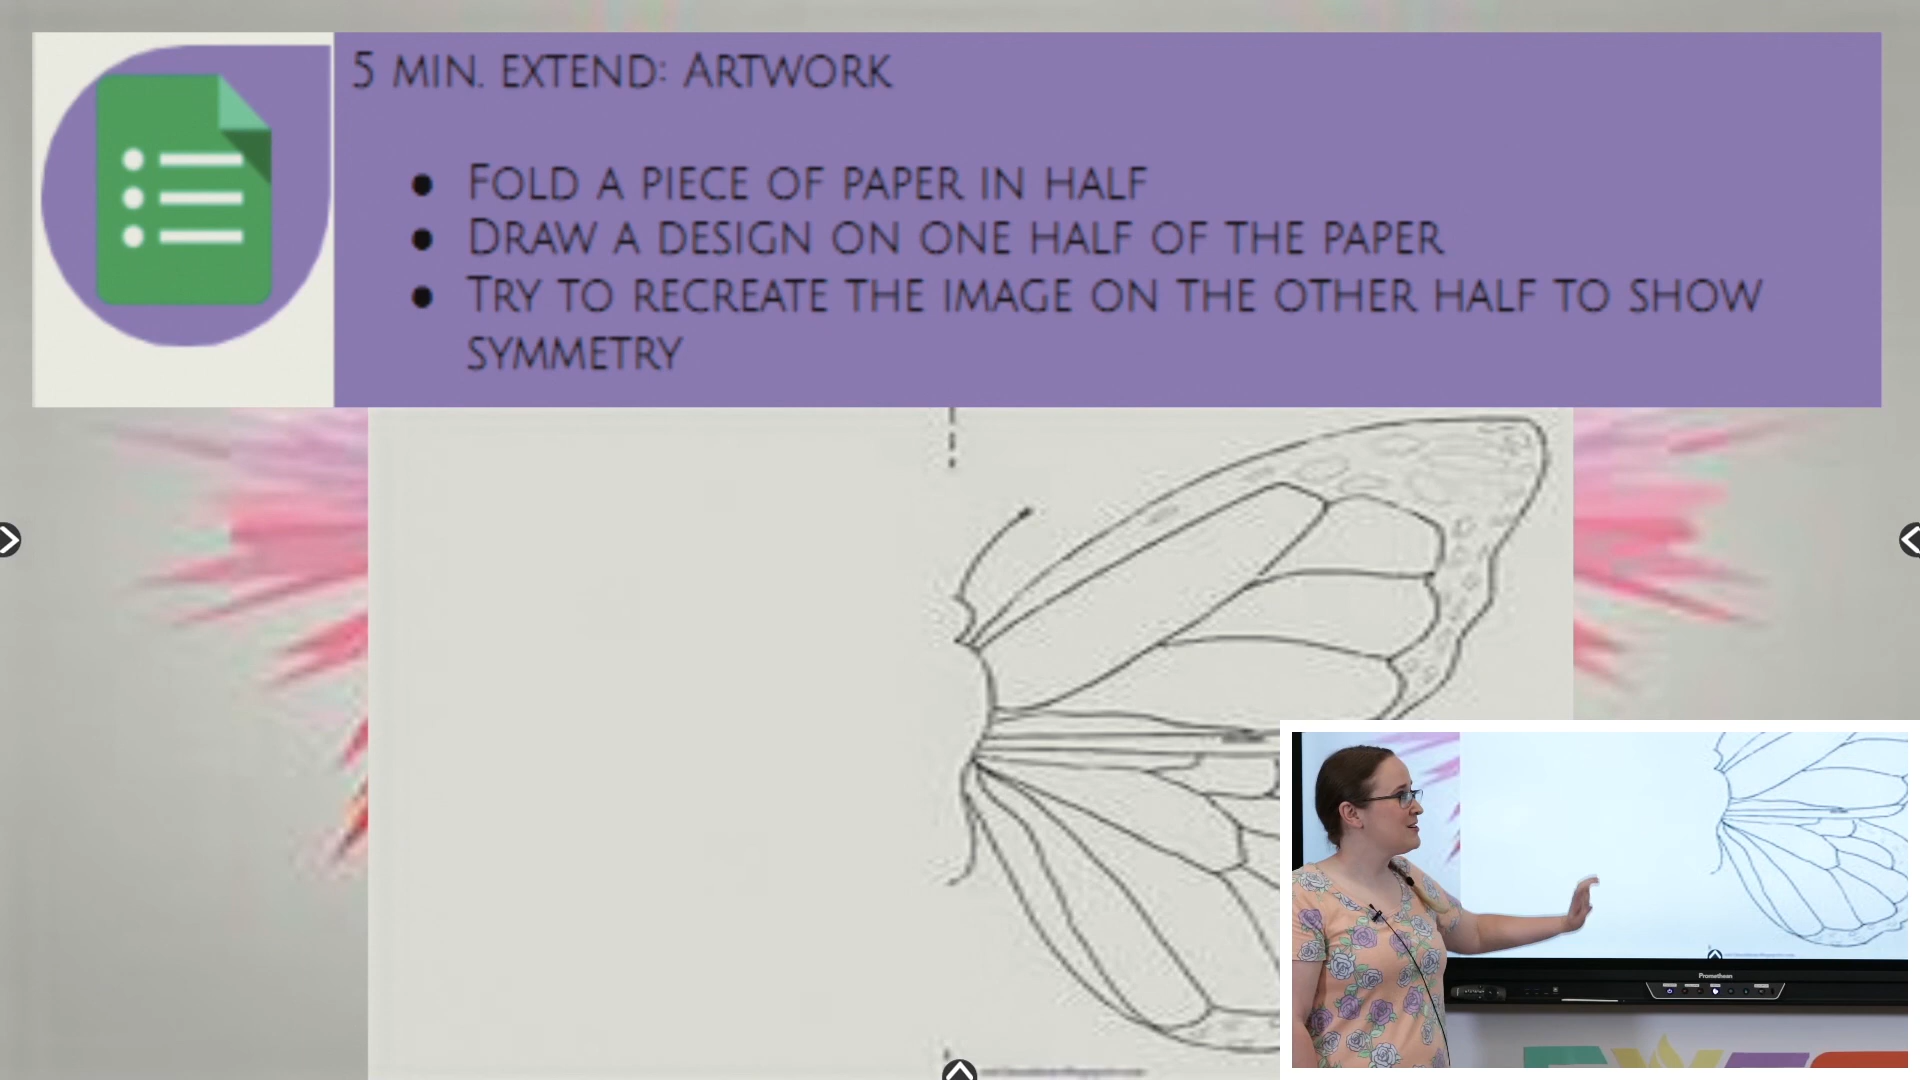 5 MIN. EXTEND: ARTWORK
● FOLD A PIECE OF PAPER IN HALF
● DRAW A DESIGN ON ONE HALF OF THE PAPER
● TRY TO RECREATE THE IMAGE ON THE OTHER HALF TO SHOW
SYMMETRY
Promethean